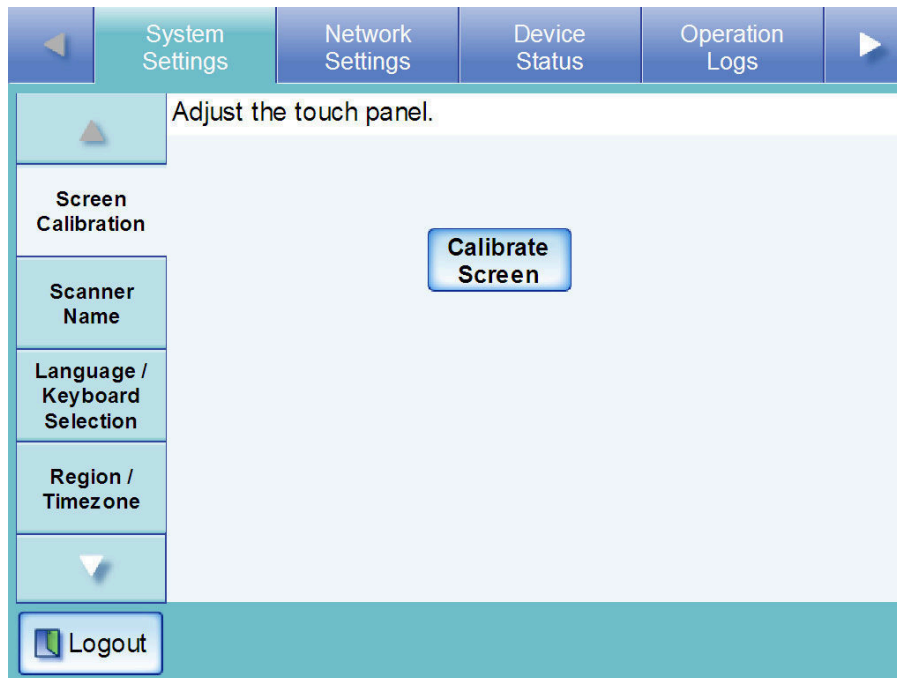 System
Settings
Network
Settings
Device
Status
Operation
Logs
Adjust the touch panel.
Screen
Calibration
Calibrate
Screen
Scanner
Name
Language /
Keyboard
Selection
Region /
Timezone
Logout